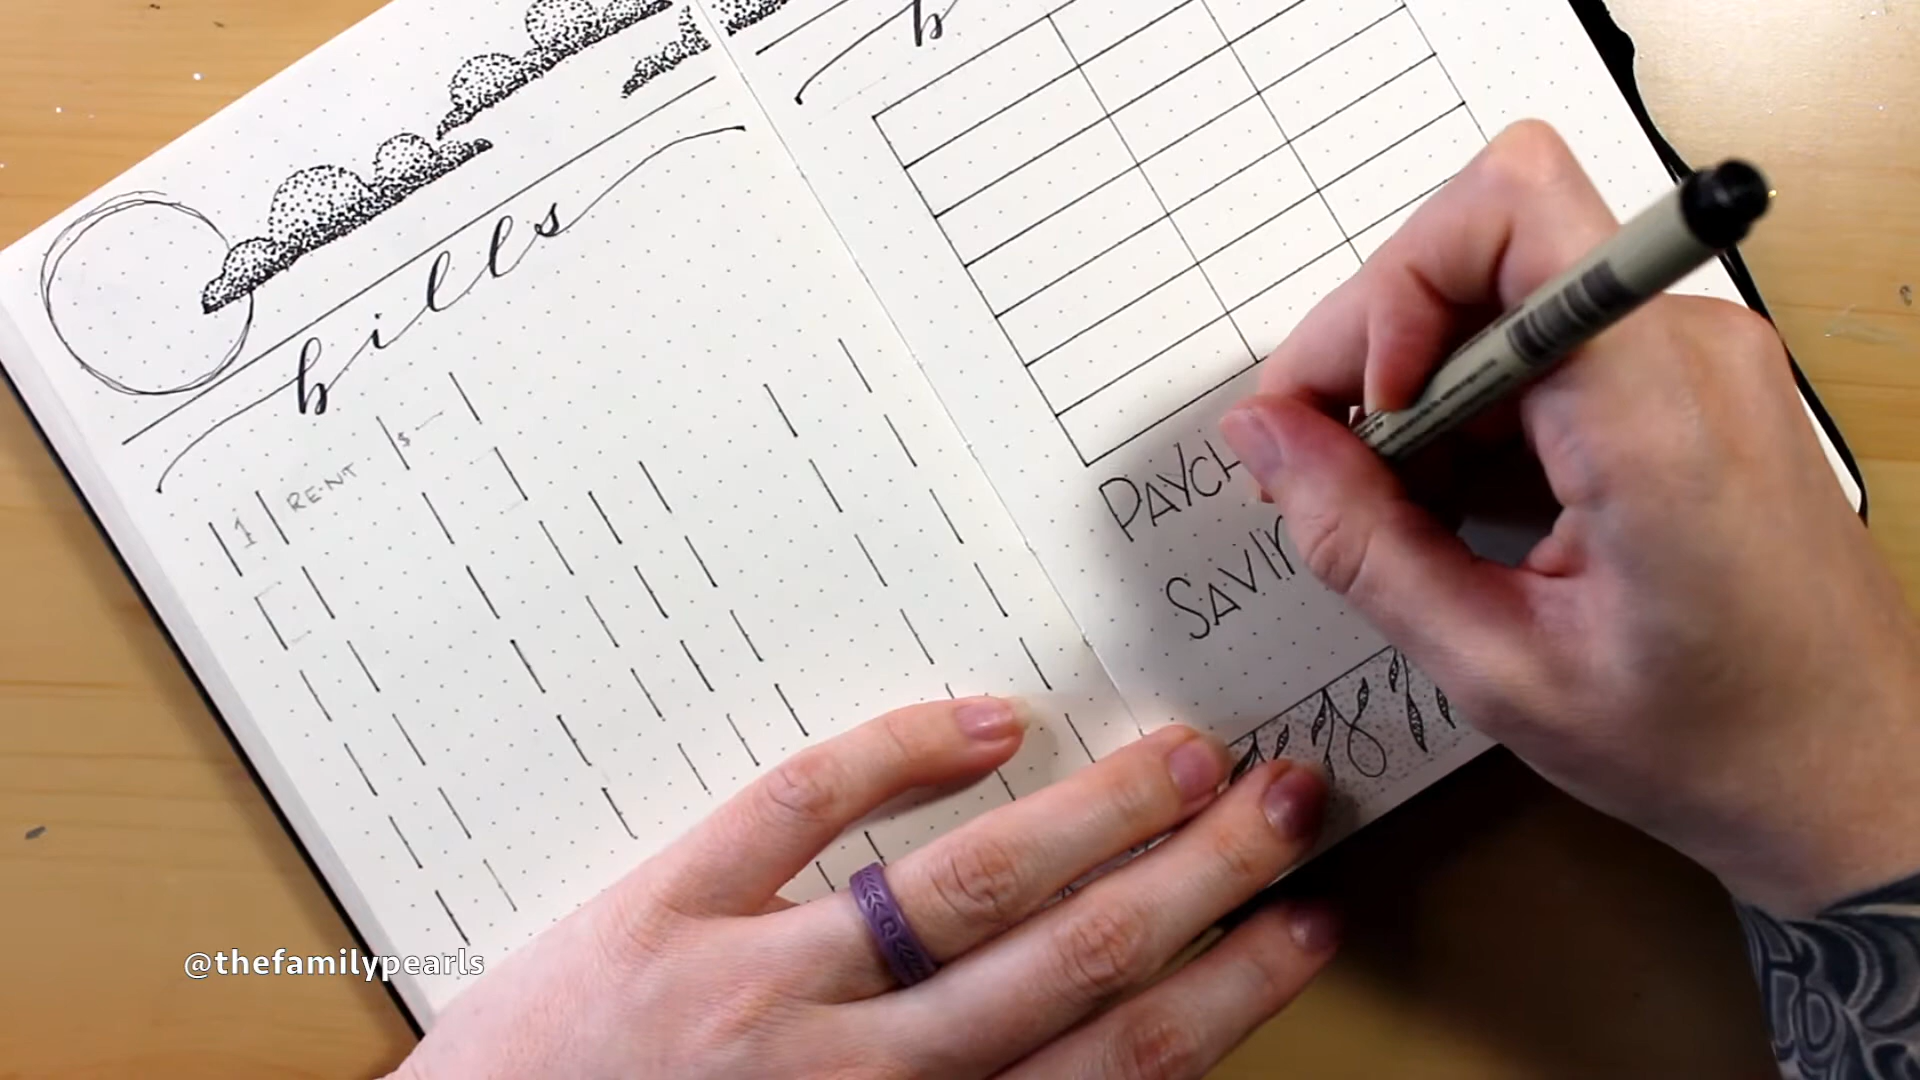 bills
1 RENT $
b
PAYCH
SAVIN
@thefamilypearls